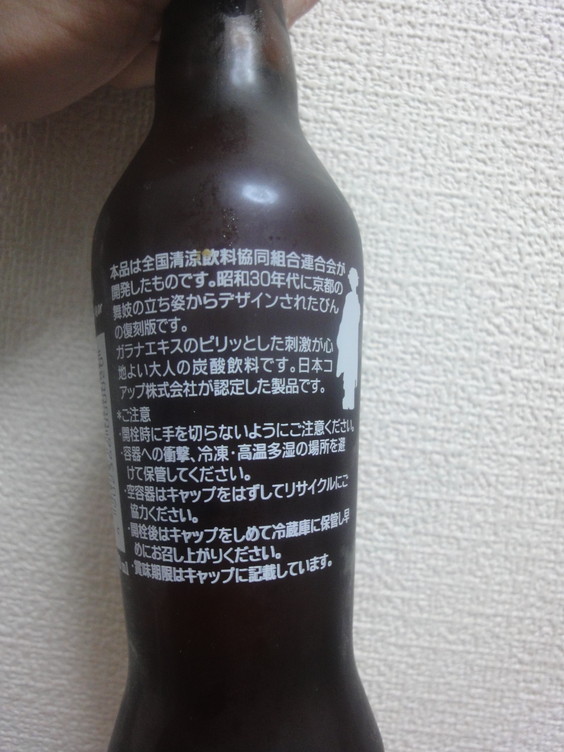 本品は全国清涼飲料協同組合連合会が
開発したものです。昭和30年代に京都の
舞妓の立ち姿からデザインされたびん
の復刻版です。
ガラナエキスのピリッとした刺激が心
地よい大人の炭酸飲料です。日本コ
アップ株式会社が認定した製品です。
＊ご注意
・開栓時に手を切らないようにご注意ください。
・容器への衝撃、冷凍・高温多湿の場所を避
けて保管してください。
・空容器はキャップをはずしてリサイクルにご
協力ください。
・開栓後はキャップをしめて冷蔵庫に保管し早
めにお召し上がりください。
・賞味期限はキャップに記載しています。